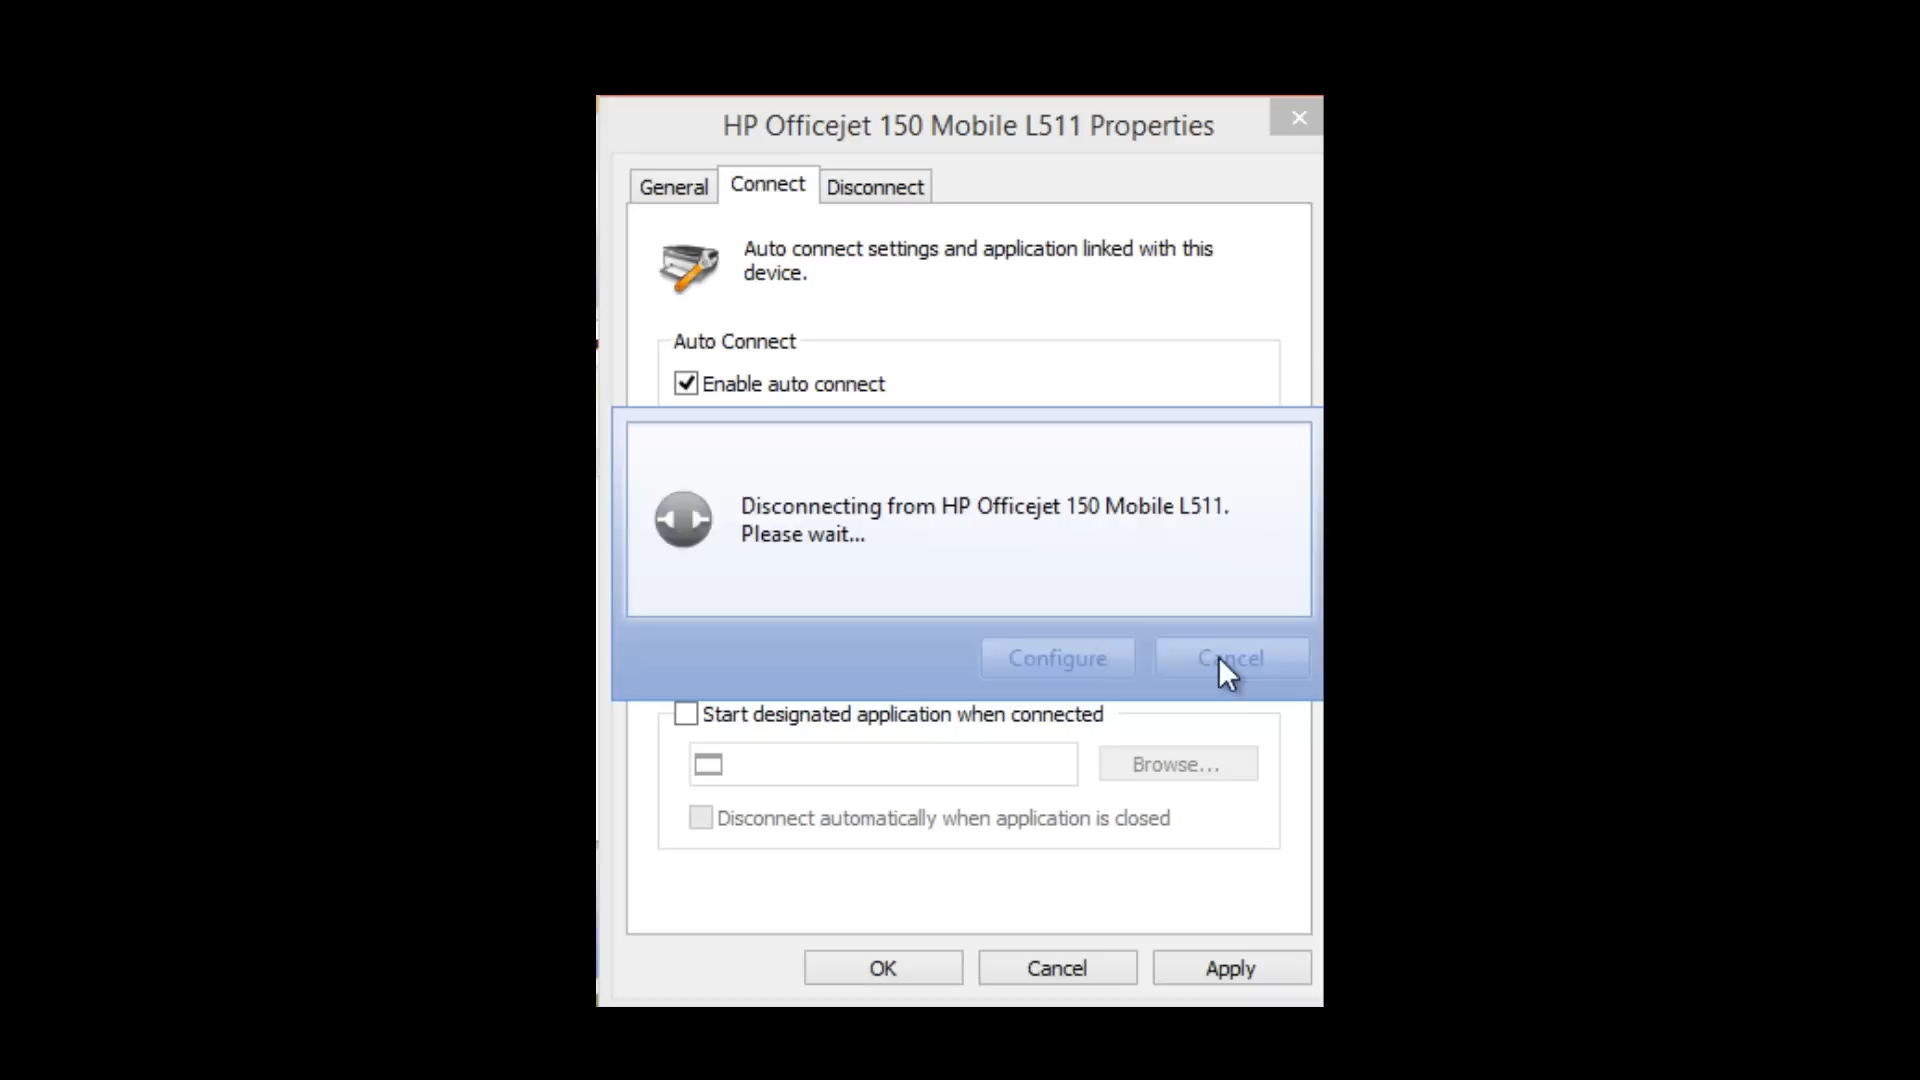 HP Officejet 150 Mobile L511 Properties
General
Connect
Disconnect
Auto connect settings and application linked with this
device.
Auto Connect
Enable auto connect
Disconnecting from HP Officejet 150 Mobile L511.
Please wait...
Configure
Cancel
Start designated application when connected
Browse...
Disconnect automatically when application is closed
OK
Cancel
Apply